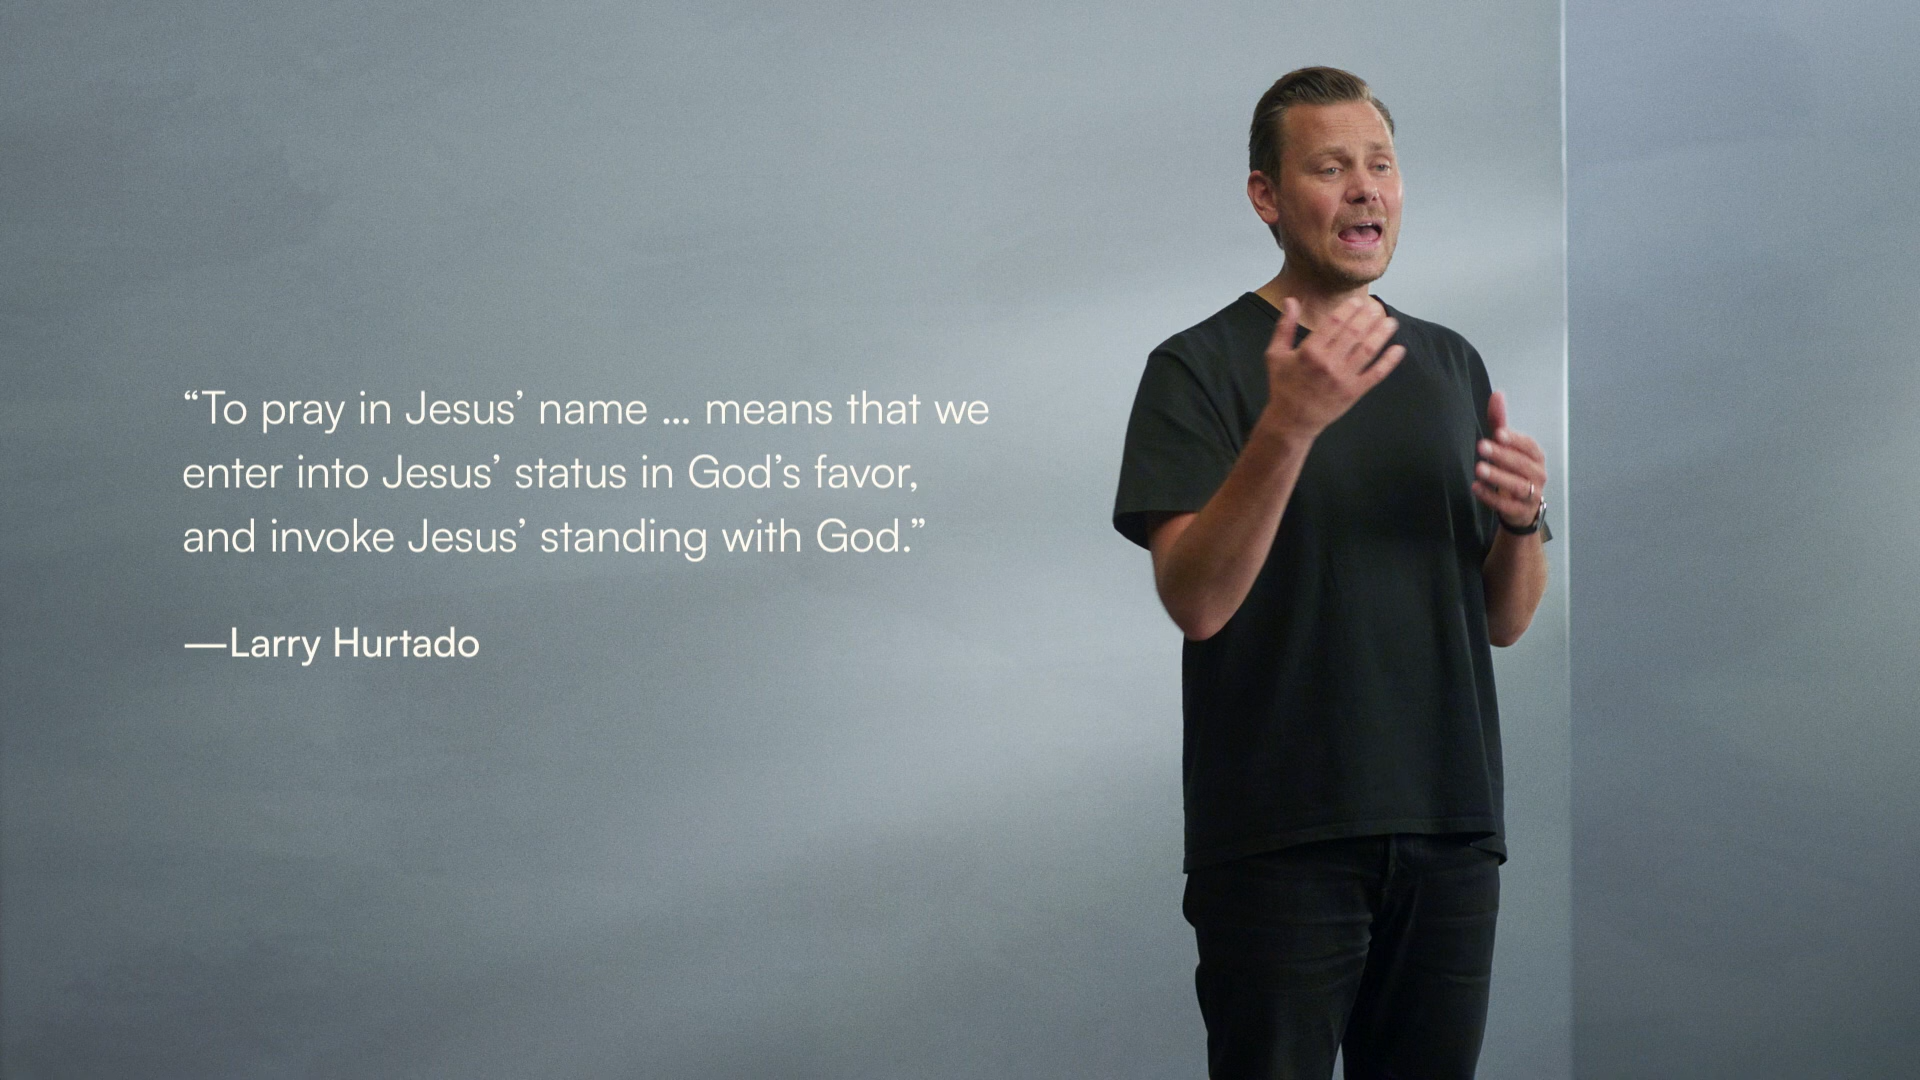 “To pray in Jesus’ name … means that we
enter into Jesus’ status in God’s favor,
and invoke Jesus’ standing with God.”
—Larry Hurtado